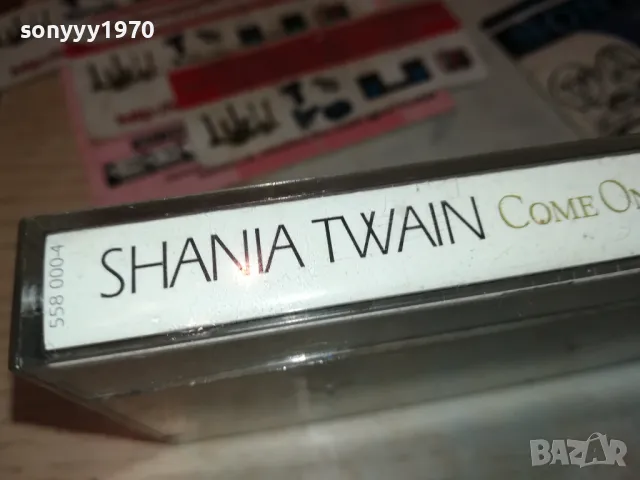 sonyyy1970
SHANIA TWAIN COME ON
558 000-4
BAZAR